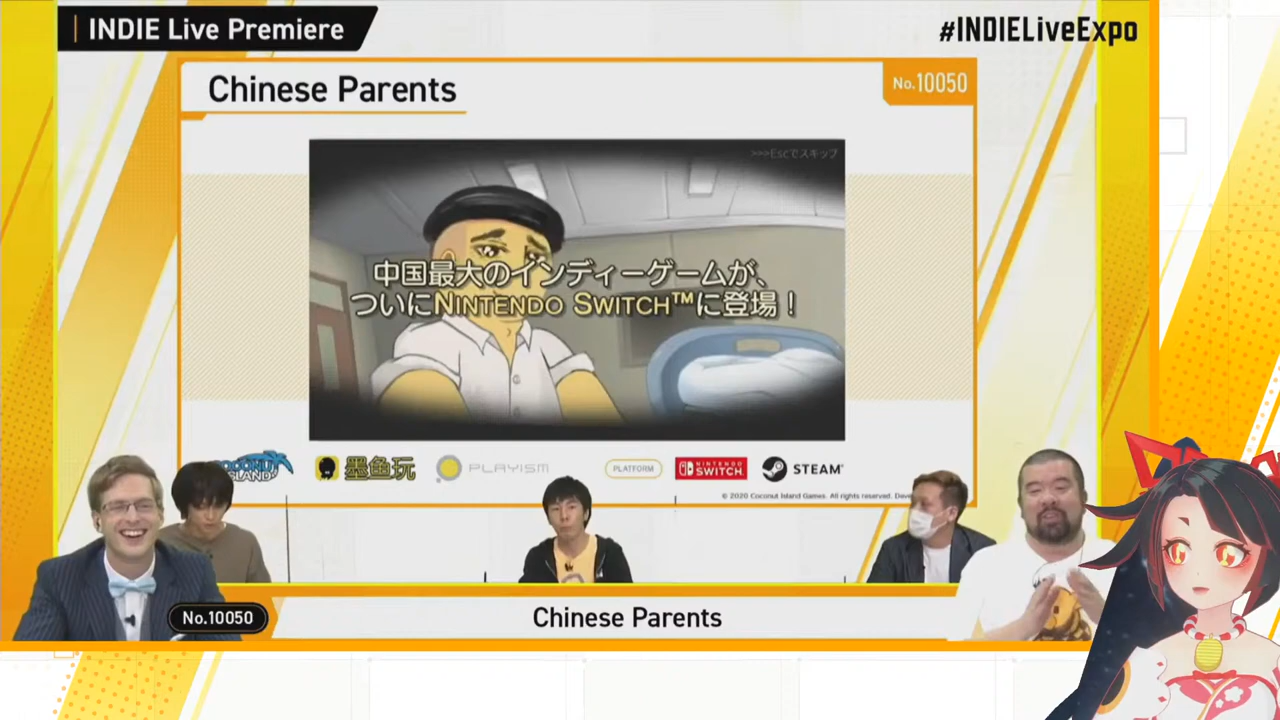 INDIE Live Premiere
#INDIELiveExpo
Chinese Parents
No.10050
>>>Escでスキップ
中国最大のインディーゲームが、
ついにNINTENDO SWITCH™に登場！
COCONUT
ISLAND
墨鱼玩
PLAYISM
PLATFORM
NINTENDO
SWITCH
STEAM
© 2020 Coconut Island Games. All rights reserved.
No.10050
Chinese Parents